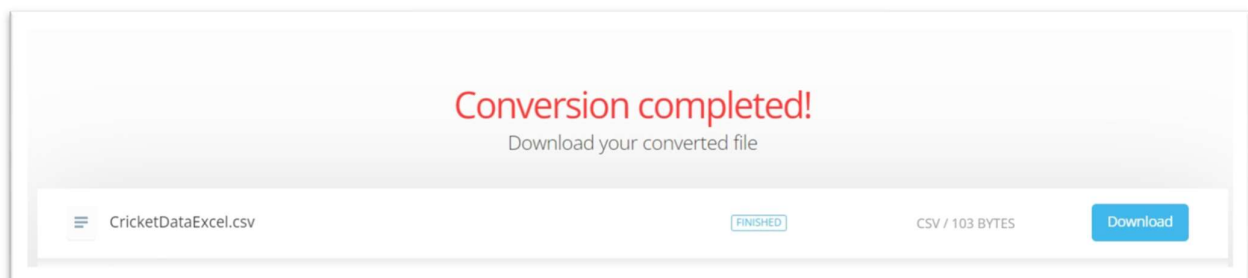 Conversion completed!
Download your converted file
CricketDataExcel.csv FINISHED CSV / 103 BYTES Download